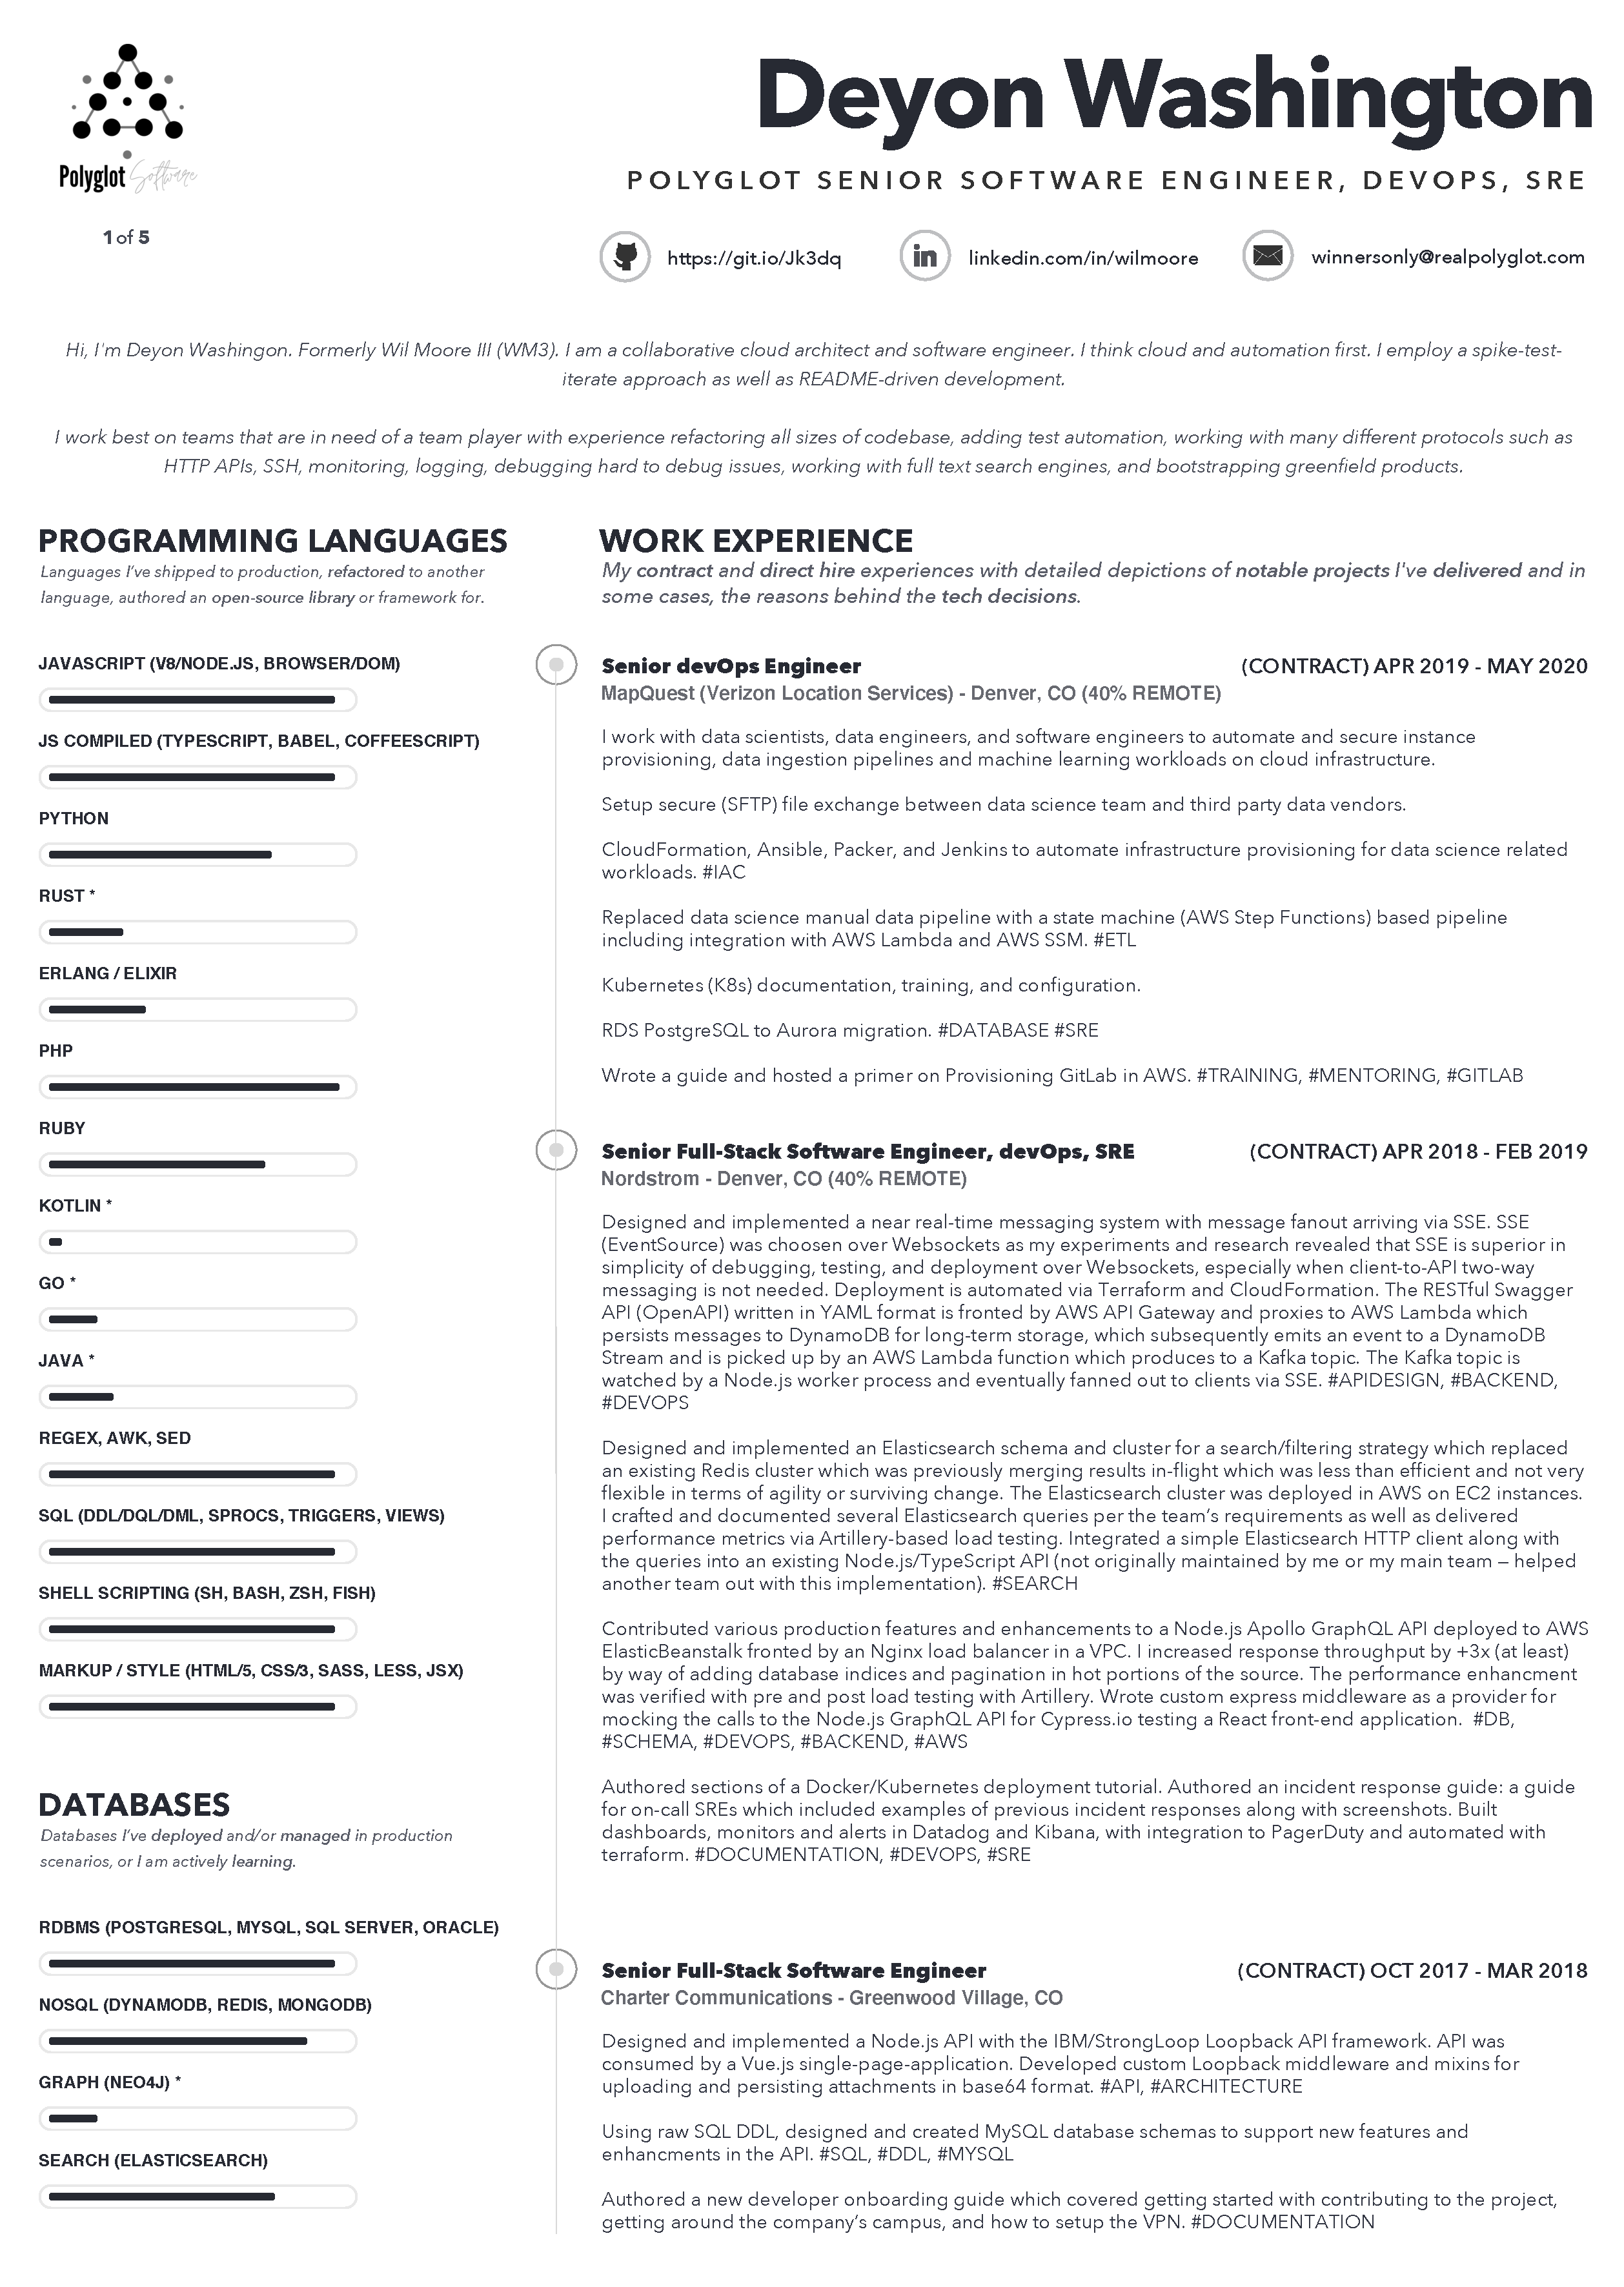 Polyglot Software
1 of 5
Deyon Washington
POLYGLOT SENIOR SOFTWARE ENGINEER, DEVOPS, SRE
https://git.io/Jk3dq
linkedin.com/in/wilmoore
winnersonly@realpolyglot.com
Hi, I'm Deyon Washingon. Formerly Wil Moore III (WM3). I am a collaborative cloud architect and software engineer. I think cloud and automation first. I employ a spike-test-
iterate approach as well as README-driven development.
I work best on teams that are in need of a team player with experience refactoring all sizes of codebase, adding test automation, working with many different protocols such as
HTTP APIs, SSH, monitoring, logging, debugging hard to debug issues, working with full text search engines, and bootstrapping greenfield products.
PROGRAMMING LANGUAGES
Languages I've shipped to production, refactored to another
language, authored an open-source library or framework for.
JAVASCRIPT (V8/NODE.JS, BROWSER/DOM)
JS COMPILED (TYPESCRIPT, BABEL, COFFEESCRIPT)
PYTHON
RUST *
ERLANG / ELIXIR
PHP
RUBY
KOTLIN *
GO *
JAVA *
REGEX, AWK, SED
SQL (DDL/DQL/DML, SPROCS, TRIGGERS, VIEWS)
SHELL SCRIPTING (SH, BASH, ZSH, FISH)
MARKUP / STYLE (HTML/5, CSS/3, SASS, LESS, JSX)
DATABASES
Databases I've deployed and/or managed in production
scenarios, or I am actively learning.
RDBMS (POSTGRESQL, MYSQL, SQL SERVER, ORACLE)
NOSQL (DYNAMODB, REDIS, MONGODB)
GRAPH (NEO4J) *
SEARCH (ELASTICSEARCH)
WORK EXPERIENCE
My contract and direct hire experiences with detailed depictions of notable projects I've delivered and in
some cases, the reasons behind the tech decisions.
Senior devOps Engineer (CONTRACT) APR 2019 - MAY 2020
MapQuest (Verizon Location Services) - Denver, CO (40% REMOTE)
I work with data scientists, data engineers, and software engineers to automate and secure instance
provisioning, data ingestion pipelines and machine learning workloads on cloud infrastructure.
Setup secure (SFTP) file exchange between data science team and third party data vendors.
CloudFormation, Ansible, Packer, and Jenkins to automate infrastructure provisioning for data science related
workloads. #IAC
Replaced data science manual data pipeline with a state machine (AWS Step Functions) based pipeline
including integration with AWS Lambda and AWS SSM. #ETL
Kubernetes (K8s) documentation, training, and configuration.
RDS PostgreSQL to Aurora migration. #DATABASE #SRE
Wrote a guide and hosted a primer on Provisioning GitLab in AWS. #TRAINING, #MENTORING, #GITLAB
Senior Full-Stack Software Engineer, devOps, SRE (CONTRACT) APR 2018 - FEB 2019
Nordstrom - Denver, CO (40% REMOTE)
Designed and implemented a near real-time messaging system with message fanout arriving via SSE. SSE
(EventSource) was choosen over Websockets as my experiments and research revealed that SSE is superior in
simplicity of debugging, testing, and deployment over Websockets, especially when client-to-API two-way
messaging is not needed. Deployment is automated via Terraform and CloudFormation. The RESTful Swagger
API (OpenAPI) written in YAML format is fronted by AWS API Gateway and proxies to AWS Lambda which
persists messages to DynamoDB for long-term storage, which subsequently emits an event to a DynamoDB
Stream and is picked up by an AWS Lambda function which produces to a Kafka topic. The Kafka topic is
watched by a Node.js worker process and eventually fanned out to clients via SSE. #APIDESIGN, #BACKEND,
#DEVOPS
Designed and implemented an Elasticsearch schema and cluster for a search/filtering strategy which replaced
an existing Redis cluster which was previously merging results in-flight which was less than efficient and not very
flexible in terms of agility or surviving change. The Elasticsearch cluster was deployed in AWS on EC2 instances.
I crafted and documented several Elasticsearch queries per the team's requirements as well as delivered
performance metrics via Artillery-based load testing. Integrated a simple Elasticsearch HTTP client along with
the queries into an existing Node.js/TypeScript API (not originally maintained by me or my main team – helped
another team out with this implementation). #SEARCH
Contributed various production features and enhancements to a Node.js Apollo GraphQL API deployed to AWS
ElasticBeanstalk fronted by an Nginx load balancer in a VPC. I increased response throughput by +3x (at least)
by way of adding database indices and pagination in hot portions of the source. The performance enhancment
was verified with pre and post load testing with Artillery. Wrote custom express middleware as a provider for
mocking the calls to the Node.js GraphQL API for Cypress.io testing a React front-end application. #DB,
#SCHEMA, #DEVOPS, #BACKEND, #AWS
Authored sections of a Docker/Kubernetes deployment tutorial. Authored an incident response guide: a guide
for on-call SREs which included examples of previous incident responses along with screenshots. Built
dashboards, monitors and alerts in Datadog and Kibana, with integration to PagerDuty and automated with
terraform. #DOCUMENTATION, #DEVOPS, #SRE
Senior Full-Stack Software Engineer (CONTRACT) OCT 2017 - MAR 2018
Charter Communications - Greenwood Village, CO
Designed and implemented a Node.js API with the IBM/StrongLoop Loopback API framework. API was
consumed by a Vue.js single-page-application. Developed custom Loopback middleware and mixins for
uploading and persisting attachments in base64 format. #API, #ARCHITECTURE
Using raw SQL DDL, designed and created MySQL database schemas to support new features and
enhancments in the API. #SQL, #DDL, #MYSQL
Authored a new developer onboarding guide which covered getting started with contributing to the project,
getting around the company's campus, and how to setup the VPN. #DOCUMENTATION